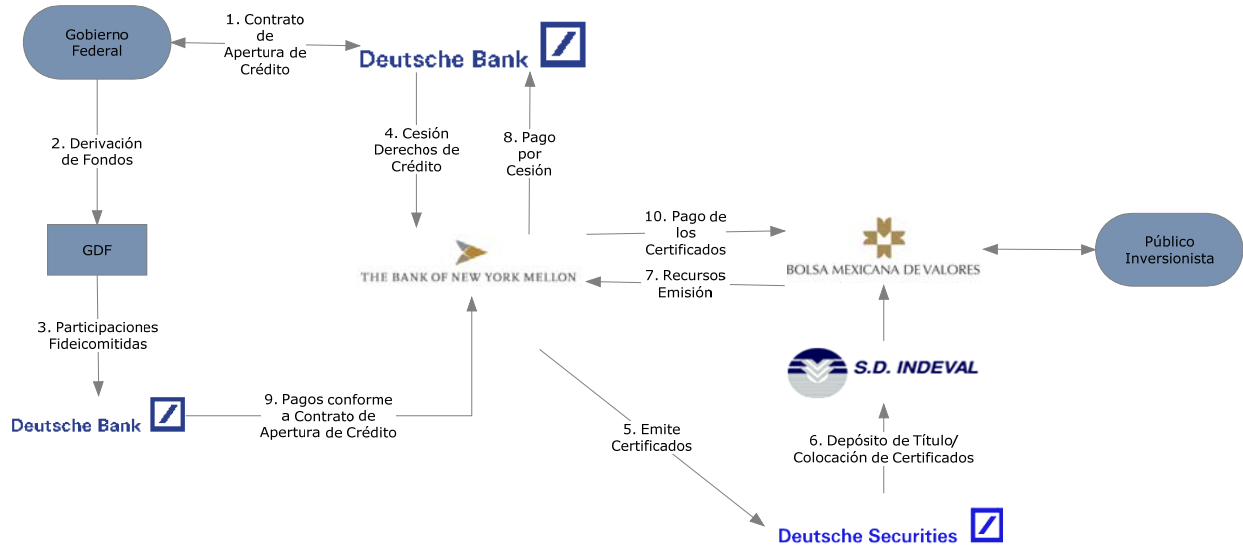 Gobierno
Federal
1. Contrato
de
Apertura de
Crédito
Deutsche Bank
2. Derivación
de Fondos
4. Cesión
Derechos de
Crédito
8. Pago
por
Cesión
GDF
THE BANK OF NEW YORK MELLON
10. Pago de
los
Certificados
7. Recursos
Emisión
BOLSA MEXICANA DE VALORES
Público
Inversionista
3. Participaciones
Fideicomitidas
Deutsche Bank
9. Pagos conforme
a Contrato de
Apertura de Crédito
S.D. INDEVAL
5. Emite
Certificados
6. Depósito de Título/
Colocación de Certificados
Deutsche Securities